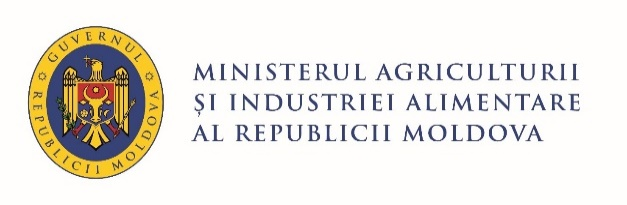 GUVERNUL
REPUBLICII MOLDOVA
MINISTERUL AGRICULTURII
ȘI INDUSTRIEI ALIMENTARE
AL REPUBLICII MOLDOVA